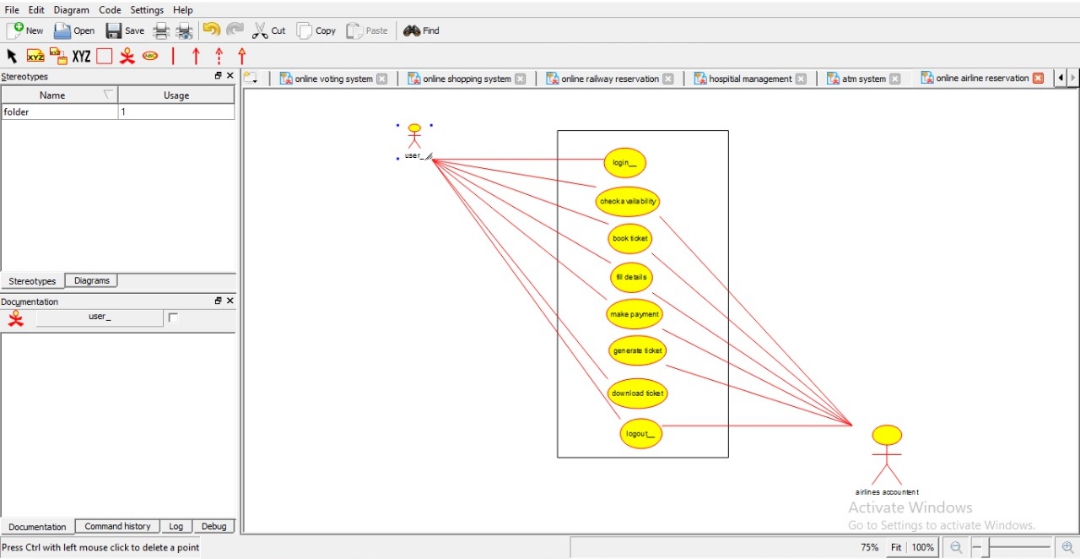 File Edit Diagram Code Settings Help
New Open Save Cut Copy Paste Find
XYZ XYZ
Stereotypes
online voting system online shopping system online railway reservation hospitial management atm system online airline reservation
Name Usage
folder 1
user_
login__
check availability
book ticket
fill details
make payment
generate ticket
download ticket
logout__
Stereotypes Diagrams
Documentation
user_
airlines accountent
Activate Windows
Go to Settings to activate Windows.
Documentation Command history Log Debug
Press Ctrl with left mouse click to delete a point
75% Fit 100%